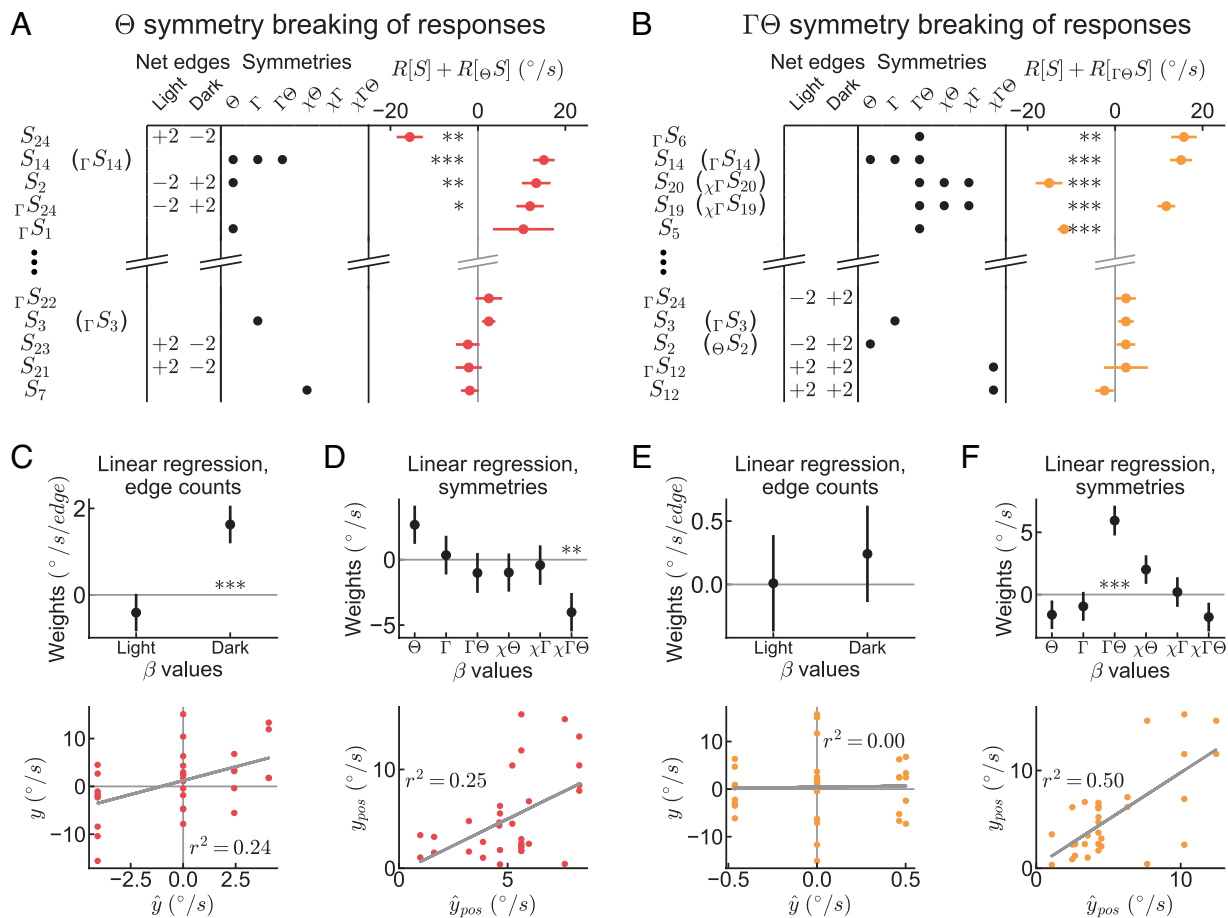 A Θ symmetry breaking of responses
Net edges Symmetries R[S] + R[ΘS] (°/s)
Light Dark Θ Γ ΓΘ χΘ χΓ χΓΘ
−20 0 20
S24 +2 −2 **
S14 (ΓS14) ***
S2 −2 +2 **
ΓS24 −2 +2 *
ΓS1
ΓS22
S3 (ΓS3)
S23 +2 −2
S21 +2 −2
S7
B ΓΘ symmetry breaking of responses
Net edges Symmetries R[S] + R[ΓΘS] (°/s)
Light Dark Θ Γ ΓΘ χΘ χΓ χΓΘ
−20 0 20
ΓS6 **
S14 (ΓS14) ***
S20 (χΓS20) ***
S19 (χΓS19) ***
S5 ***
ΓS24 −2 +2
S3 (ΓS3)
S2 (ΘS2) −2 +2
ΓS12 +2 +2
S12 +2 +2
C Linear regression,
edge counts
Weights (°/s/edge)
2
0
***
Light Dark
β values
y (°/s)
10
0
−10
r² = 0.24
−2.5 0.0 2.5
ŷ (°/s)
D Linear regression,
symmetries
Weights (°/s)
**
0
−5
Θ Γ ΓΘ χΘ χΓ χΓΘ
β values
ypos (°/s)
10
r² = 0.25
0
0 5
ŷpos (°/s)
E Linear regression,
edge counts
Weights (°/s/edge)
0.5
0.0
Light Dark
β values
y (°/s)
10
r² = 0.00
0
−10
−0.5 0.0 0.5
ŷ (°/s)
F Linear regression,
symmetries
Weights (°/s)
5
***
0
Θ Γ ΓΘ χΘ χΓ χΓΘ
β values
ypos (°/s)
10
r² = 0.50
0
0 10
ŷpos (°/s)